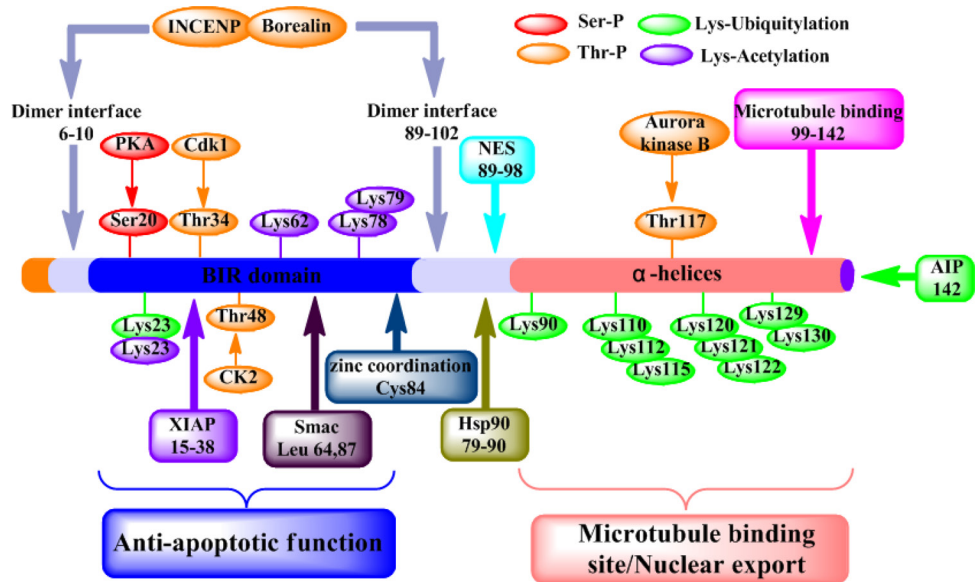 INCENP Borealin
Ser-P
Lys-Ubiquitylation
Thr-P
Lys-Acetylation
Dimer interface
6-10
Dimer interface
89-102
Microtubule binding
99-142
Aurora
kinase B
NES
89-98
PKA
Cdk1
Lys79
Ser20
Thr34
Lys62
Lys78
Thr117
BIR domain
α-helices
AIP
142
Lys23
Lys23
Thr48
CK2
Lys90
Lys110
Lys112
Lys115
Lys120
Lys121
Lys122
Lys129
Lys130
zinc coordination
Cys84
XIAP
15-38
Smac
Leu 64,87
Hsp90
79-90
Anti-apoptotic function
Microtubule binding
site/Nuclear export